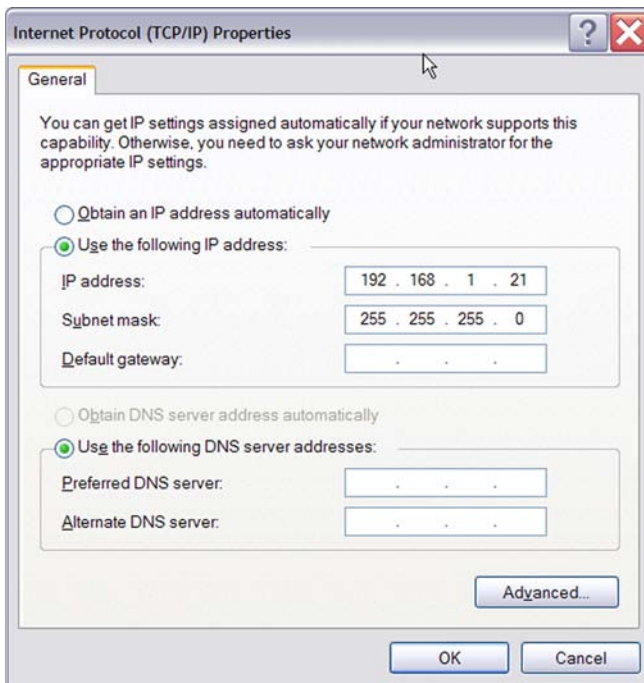 Internet Protocol (TCP/IP) Properties
General
You can get IP settings assigned automatically if your network supports this
capability. Otherwise, you need to ask your network administrator for the
appropriate IP settings.
Obtain an IP address automatically
Use the following IP address:
IP address: 192 . 168 . 1 . 21
Subnet mask: 255 . 255 . 255 . 0
Default gateway: . . .
Obtain DNS server address automatically
Use the following DNS server addresses:
Preferred DNS server: . . .
Alternate DNS server: . . .
Advanced...
OK Cancel